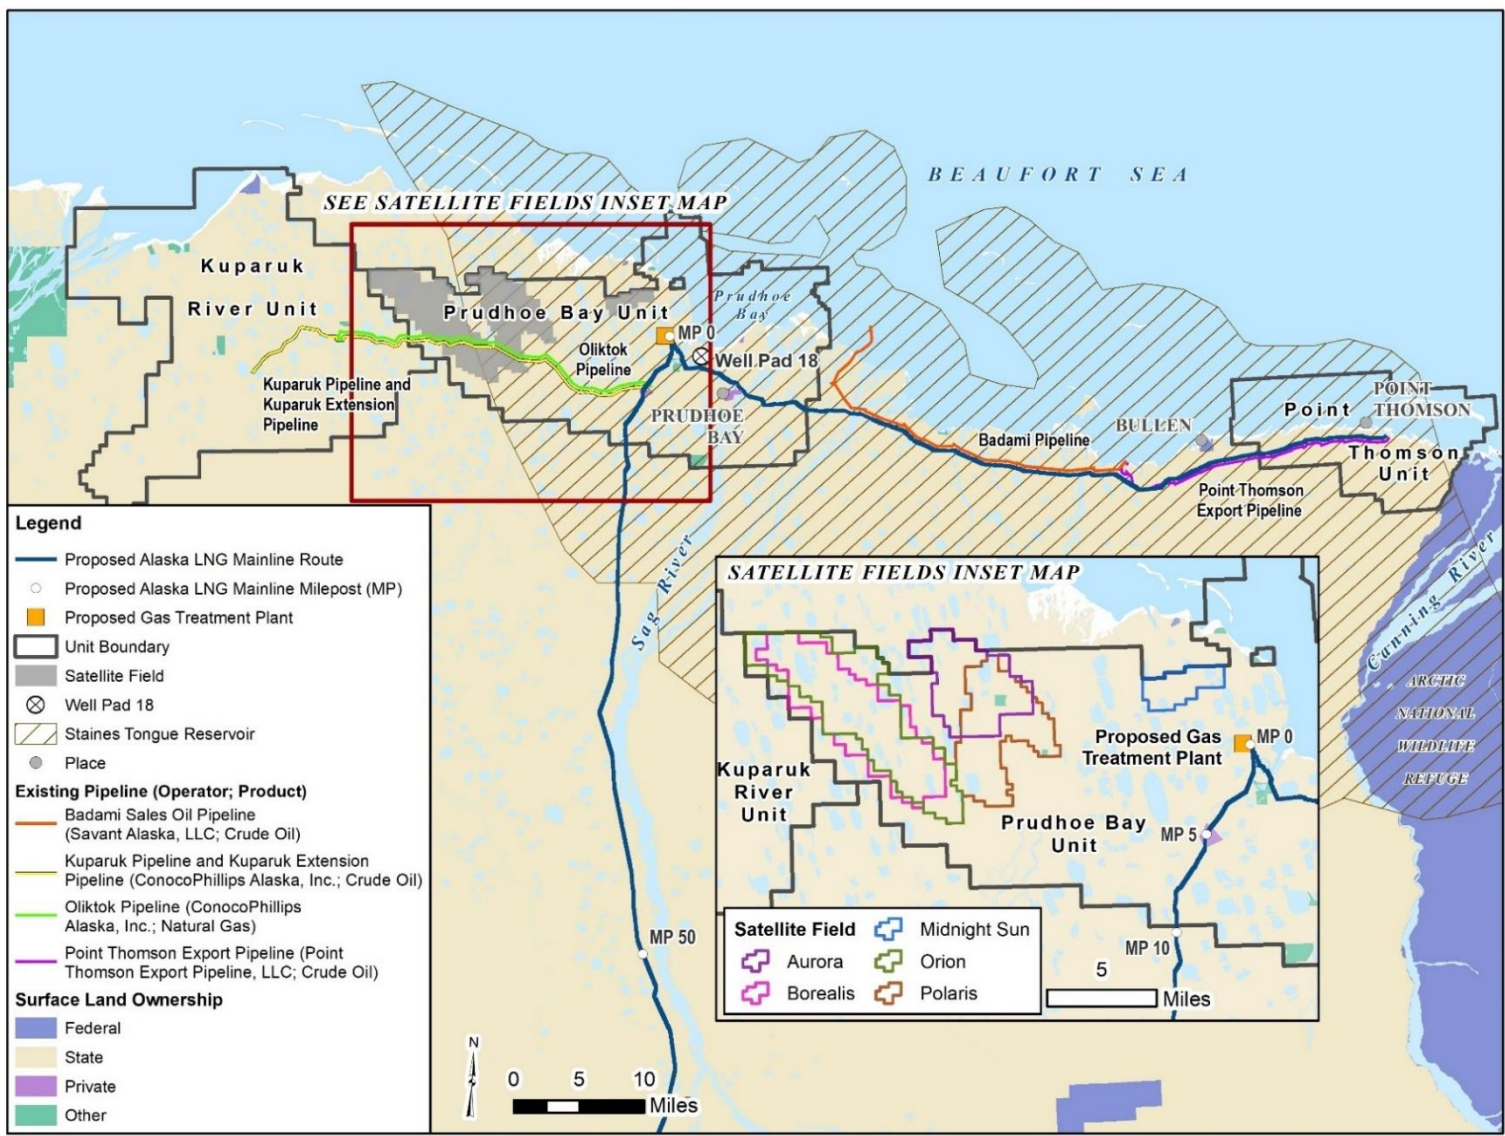 BEAUFORT SEA
SEE SATELLITE FIELDS INSET MAP
Kuparuk
River Unit
Prudhoe Bay Unit
Prudhoe
Bay
MP 0
Well Pad 18
Oliktok
Pipeline
Kuparuk Pipeline and
Kuparuk Extension
Pipeline
PRUDHOE
BAY
Badami Pipeline
BULLEN
Point
Thomson
Unit
POINT
THOMSON
Point Thomson
Export Pipeline
Sag River
Canning River
ARCTIC
NATIONAL
WILDLIFE
REFUGE
MP 50
Legend
Proposed Alaska LNG Mainline Route
Proposed Alaska LNG Mainline Milepost (MP)
Proposed Gas Treatment Plant
Unit Boundary
Satellite Field
Well Pad 18
Staines Tongue Reservoir
Place
Existing Pipeline (Operator; Product)
Badami Sales Oil Pipeline
(Savant Alaska, LLC; Crude Oil)
Kuparuk Pipeline and Kuparuk Extension
Pipeline (ConocoPhillips Alaska, Inc.; Crude Oil)
Oliktok Pipeline (ConocoPhillips
Alaska, Inc.; Natural Gas)
Point Thomson Export Pipeline (Point
Thomson Export Pipeline, LLC; Crude Oil)
Surface Land Ownership
Federal
State
Private
Other
N
0 5 10
Miles
SATELLITE FIELDS INSET MAP
Kuparuk
River
Unit
Proposed Gas
Treatment Plant
MP 0
Prudhoe Bay
Unit
MP 5
MP 10
Satellite Field
Aurora
Borealis
Midnight Sun
Orion
Polaris
5
Miles